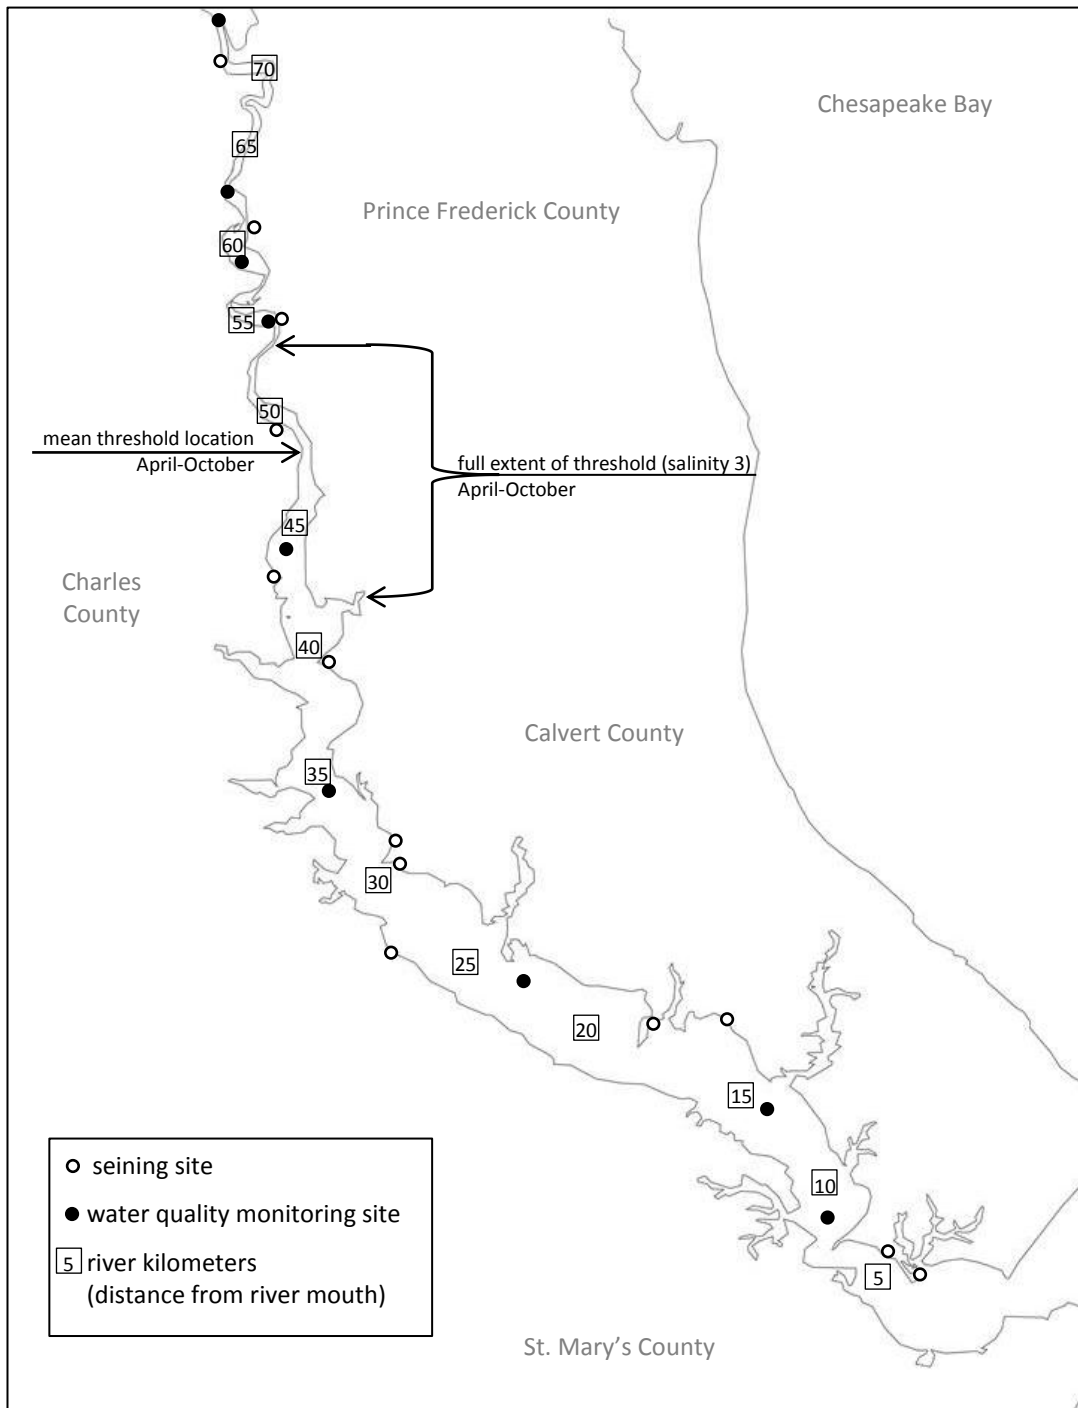 70
Chesapeake Bay
65
Prince Frederick County
60
55
50
mean threshold location
April-October
full extent of threshold (salinity 3)
April-October
45
Charles
County
40
Calvert County
35
30
25
20
15
10
5
seining site
water quality monitoring site
5 river kilometers
(distance from river mouth)
St. Mary’s County